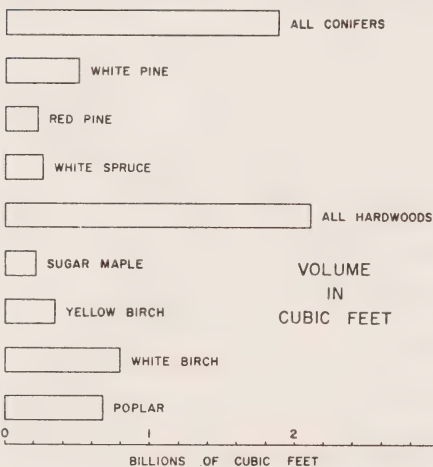 ALL CONIFERS
WHITE PINE
RED PINE
WHITE SPRUCE
ALL HARDWOODS
SUGAR MAPLE
VOLUME
IN
CUBIC FEET
YELLOW BIRCH
WHITE BIRCH
POPLAR
0 1 2
BILLIONS OF CUBIC FEET